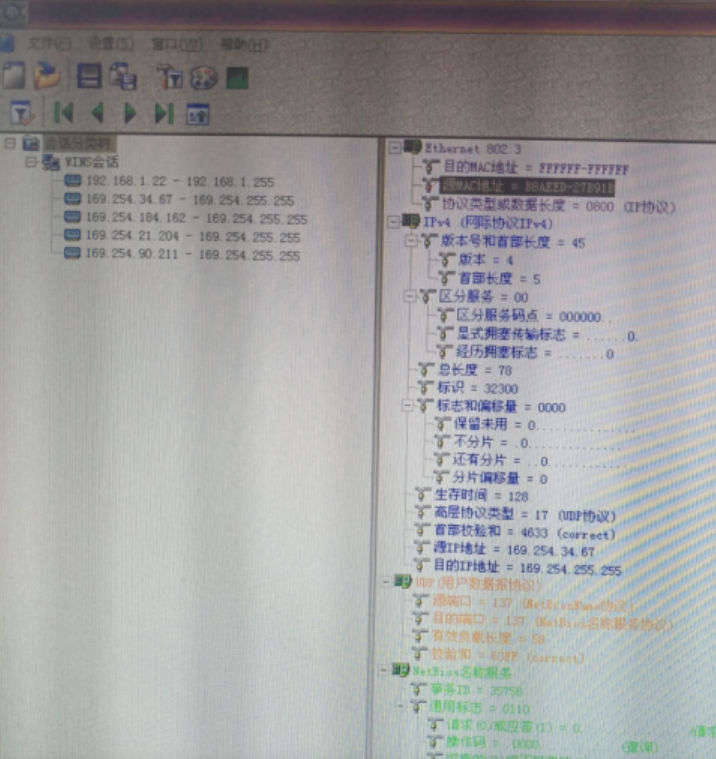 文件(F) 设置(S) 窗口(W) 帮助(H)
会话分类树
WINS会话
192.168.1.22 - 192.168.1.255
169.254.34.67 - 169.254.255.255
169.254.184.162 - 169.254.255.255
169.254.21.204 - 169.254.255.255
169.254.90.211 - 169.254.255.255
Ethernet 802.3
目的MAC地址 = FFFFFF-FFFFFF
源MAC地址 = B8AEED-27B91B
协议类型或数据长度 = 0800 (IP协议)
IPv4 (网际协议IPv4)
版本号和首部长度 = 45
版本 = 4
首部长度 = 5
区分服务 = 00
区分服务码点 = 000000..
显式拥塞传输标志 = ......0.
经历拥塞标志 = .......0
总长度 = 78
标识 = 32300
标志和偏移量 = 0000
保留未用 = 0...............
不分片 = .0..............
还有分片 = ..0.............
分片偏移量 = 0
生存时间 = 128
高层协议类型 = 17 (UDP协议)
首部校验和 = 4633 (correct)
源IP地址 = 169.254.34.67
目的IP地址 = 169.254.255.255
UDP(用户数据报协议)
源端口 = 137 (NetBiosName协议)
目的端口 = 137 (NetBios名称服务协议)
有效负载长度 = 58
校验和 = (correct)
NetBios名称服务
事务ID = 35756
通用标志 = 0110
请求(0)或应答(1) = 0.
操作码 = (查询)